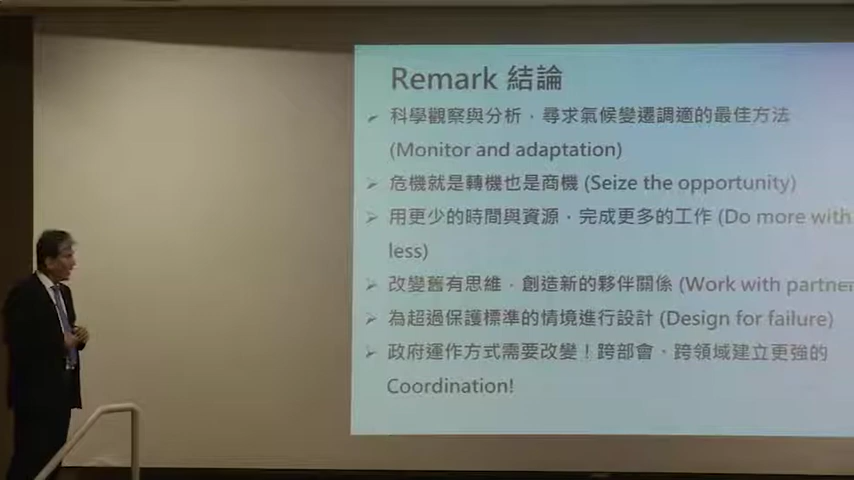 Remark 結論
科學觀察與分析，尋求氣候變遷調適的最佳方法
(Monitor and adaptation)
危機就是轉機也是商機 (Seize the opportunity)
用更少的時間與資源，完成更多的工作 (Do more with
less)
改變舊有思維，創造新的夥伴關係 (Work with partner
為超過保護標準的情境進行設計 (Design for failure)
政府運作方式需要改變！跨部會、跨領域建立更強的
Coordination!